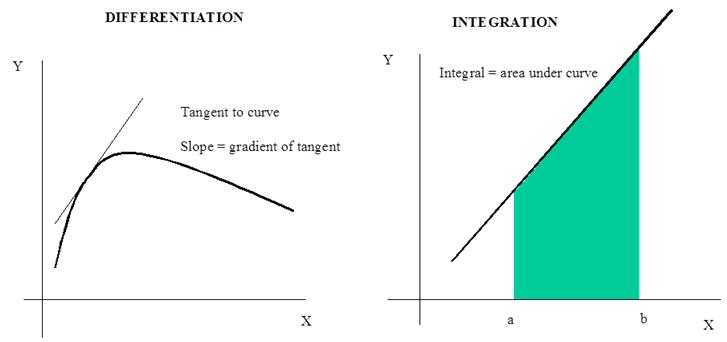 DIFFERENTIATION
Y
Tangent to curve
Slope = gradient of tangent
X
INTEGRATION
Y
Integral = area under curve
a
b
X